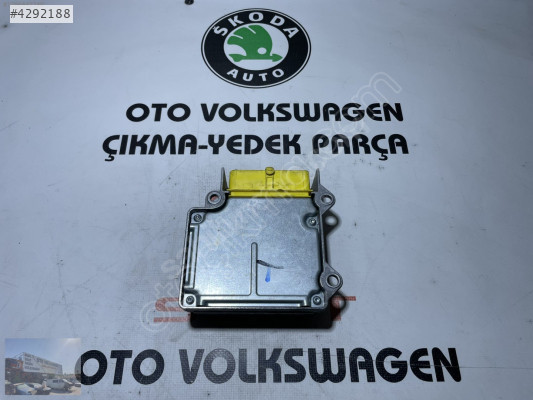 #4292188
ŠKODA
AUTO
OTO VOLKSWAGEN
ÇIKMA-YEDEK PARÇA
OTO VOLKSWAGEN